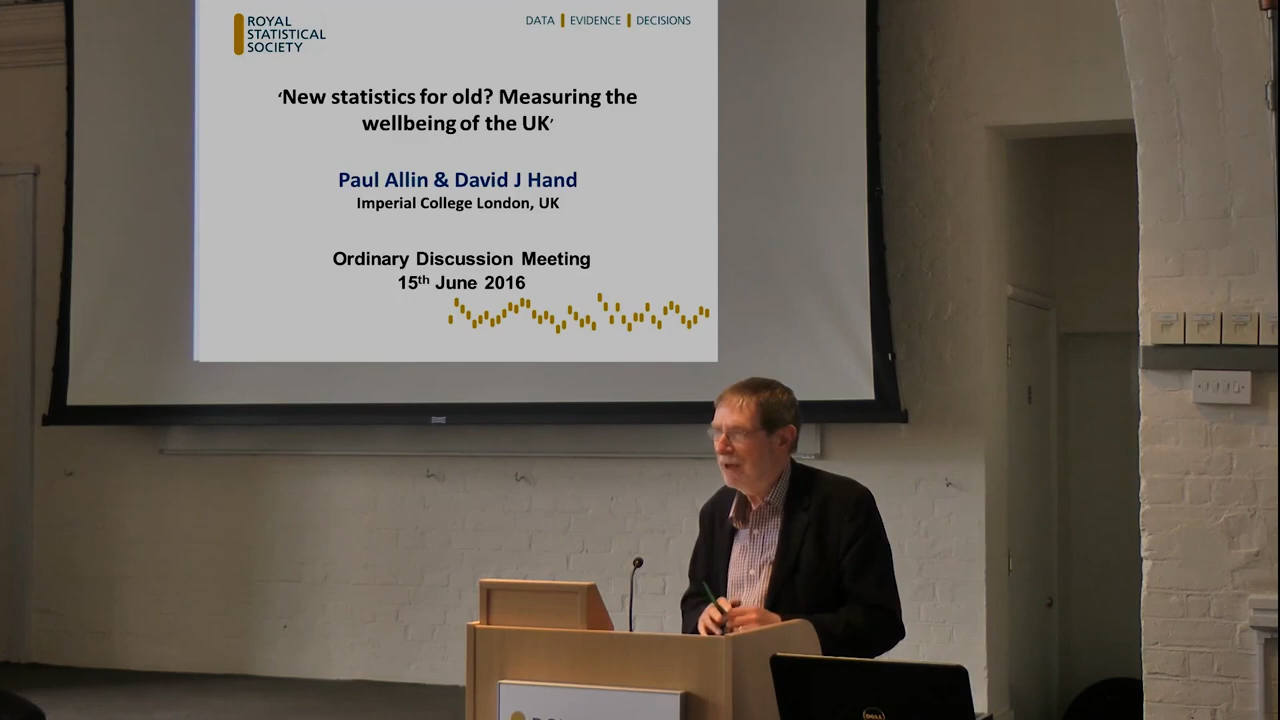 ROYAL
STATISTICAL
SOCIETY
DATA | EVIDENCE | DECISIONS
‘New statistics for old? Measuring the
wellbeing of the UK’
Paul Allin & David J Hand
Imperial College London, UK
Ordinary Discussion Meeting
15th June 2016
DELL